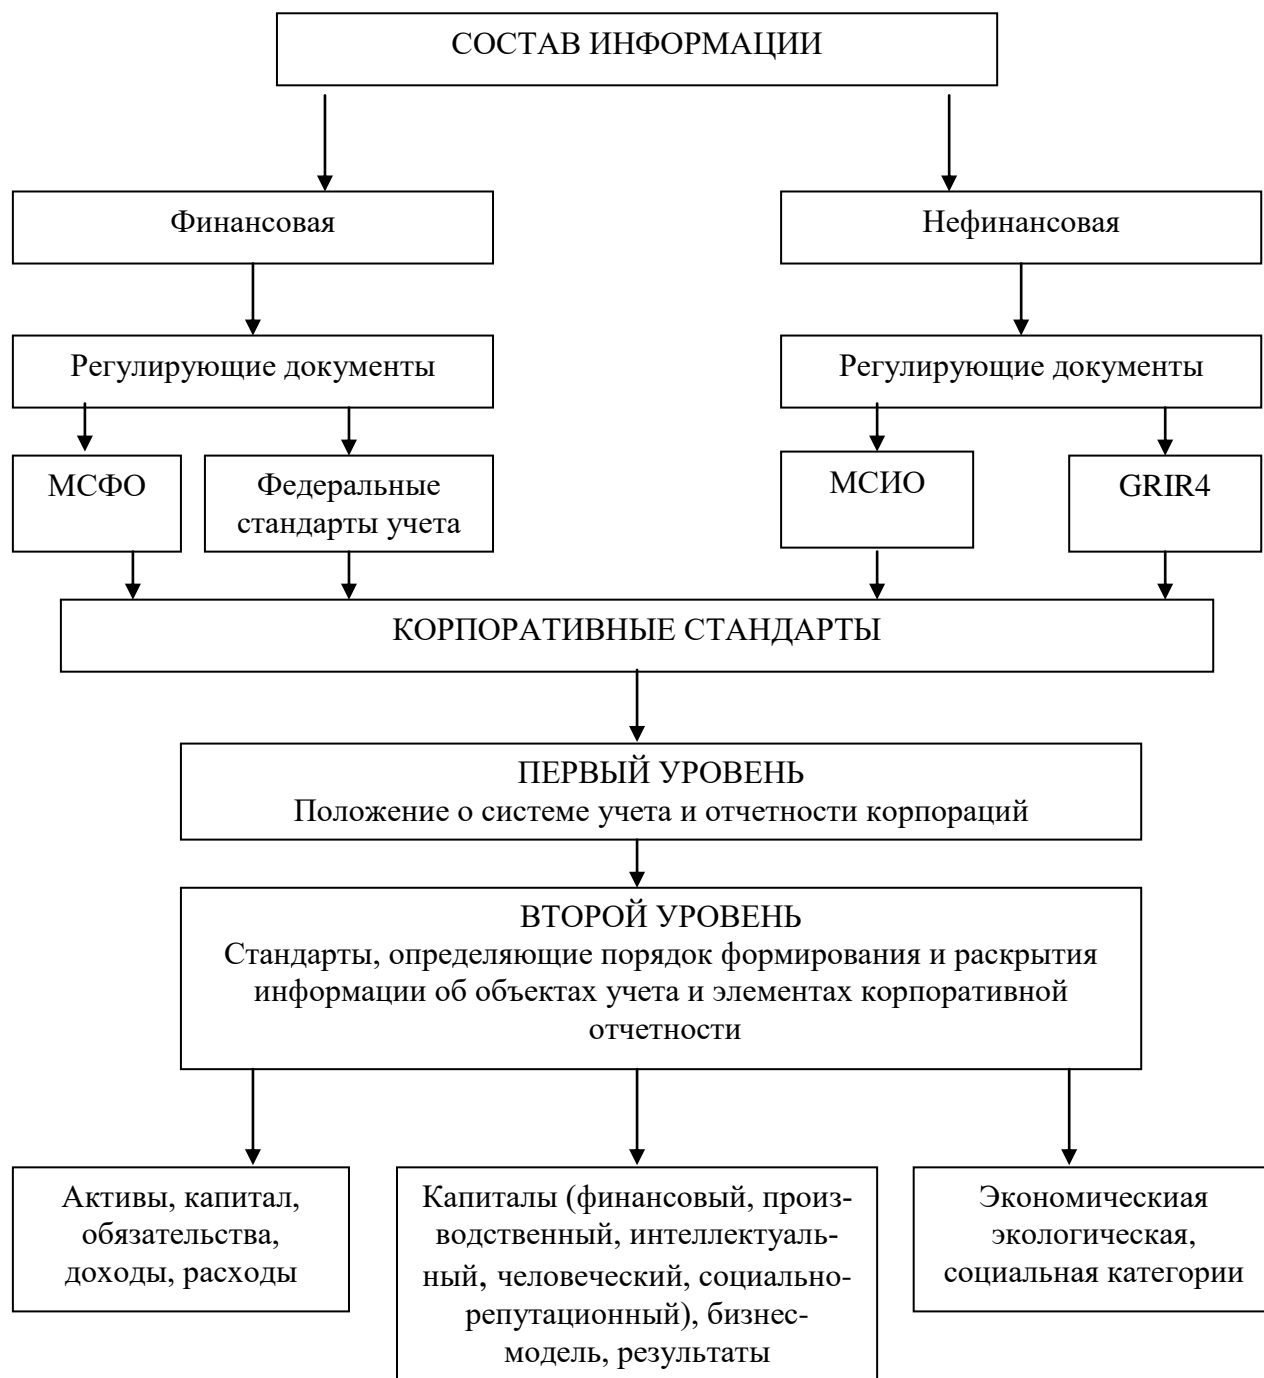 СОСТАВ ИНФОРМАЦИИ
Финансовая
Нефинансовая
Регулирующие документы
Регулирующие документы
МСФО
Федеральные
стандарты учета
МСИО
GRIR4
КОРПОРАТИВНЫЕ СТАНДАРТЫ
ПЕРВЫЙ УРОВЕНЬ
Положение о системе учета и отчетности корпораций
ВТОРОЙ УРОВЕНЬ
Стандарты, определяющие порядок формирования и раскрытия
информации об объектах учета и элементах корпоративной
отчетности
Активы, капитал,
обязательства,
доходы, расходы
Капиталы (финансовый, произ-
водственный, интеллектуаль-
ный, человеческий, социально-
репутационный), бизнес-
модель, результаты
Экономическиая
экологическая,
социальная категории